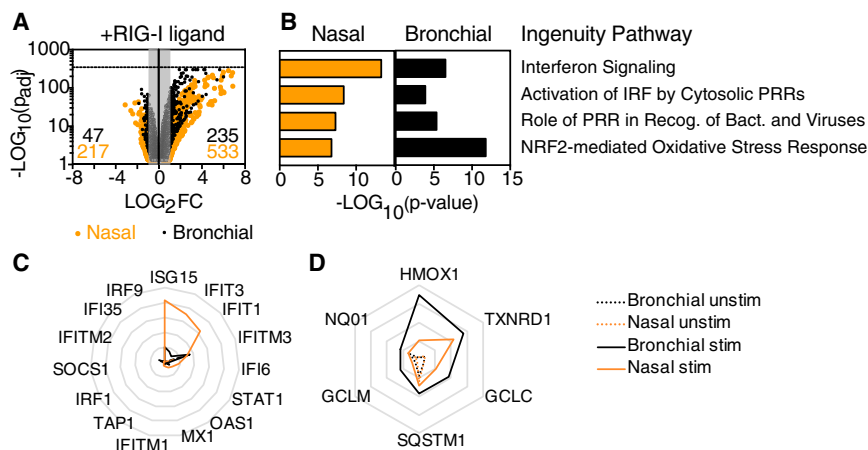 A
+RIG-I ligand
-LOG10(padj)
1000
100
10
1
47
217
235
533
-8 -4 0 4 8
LOG2FC
Nasal Bronchial
B
Nasal Bronchial Ingenuity Pathway
Interferon Signaling
Activation of IRF by Cytosolic PRRs
Role of PRR in Recog. of Bact. and Viruses
NRF2-mediated Oxidative Stress Response
0 5 10 15 0 5 10 15
-LOG10(p-value)
C
ISG15
IFIT3
IFIT1
IFITM3
IFI6
STAT1
OAS1
MX1
IFITM1
TAP1
IRF1
SOCS1
IFITM2
IFI35
IRF9
D
HMOX1
TXNRD1
GCLC
SQSTM1
GCLM
NQ01
Bronchial unstim
Nasal unstim
Bronchial stim
Nasal stim